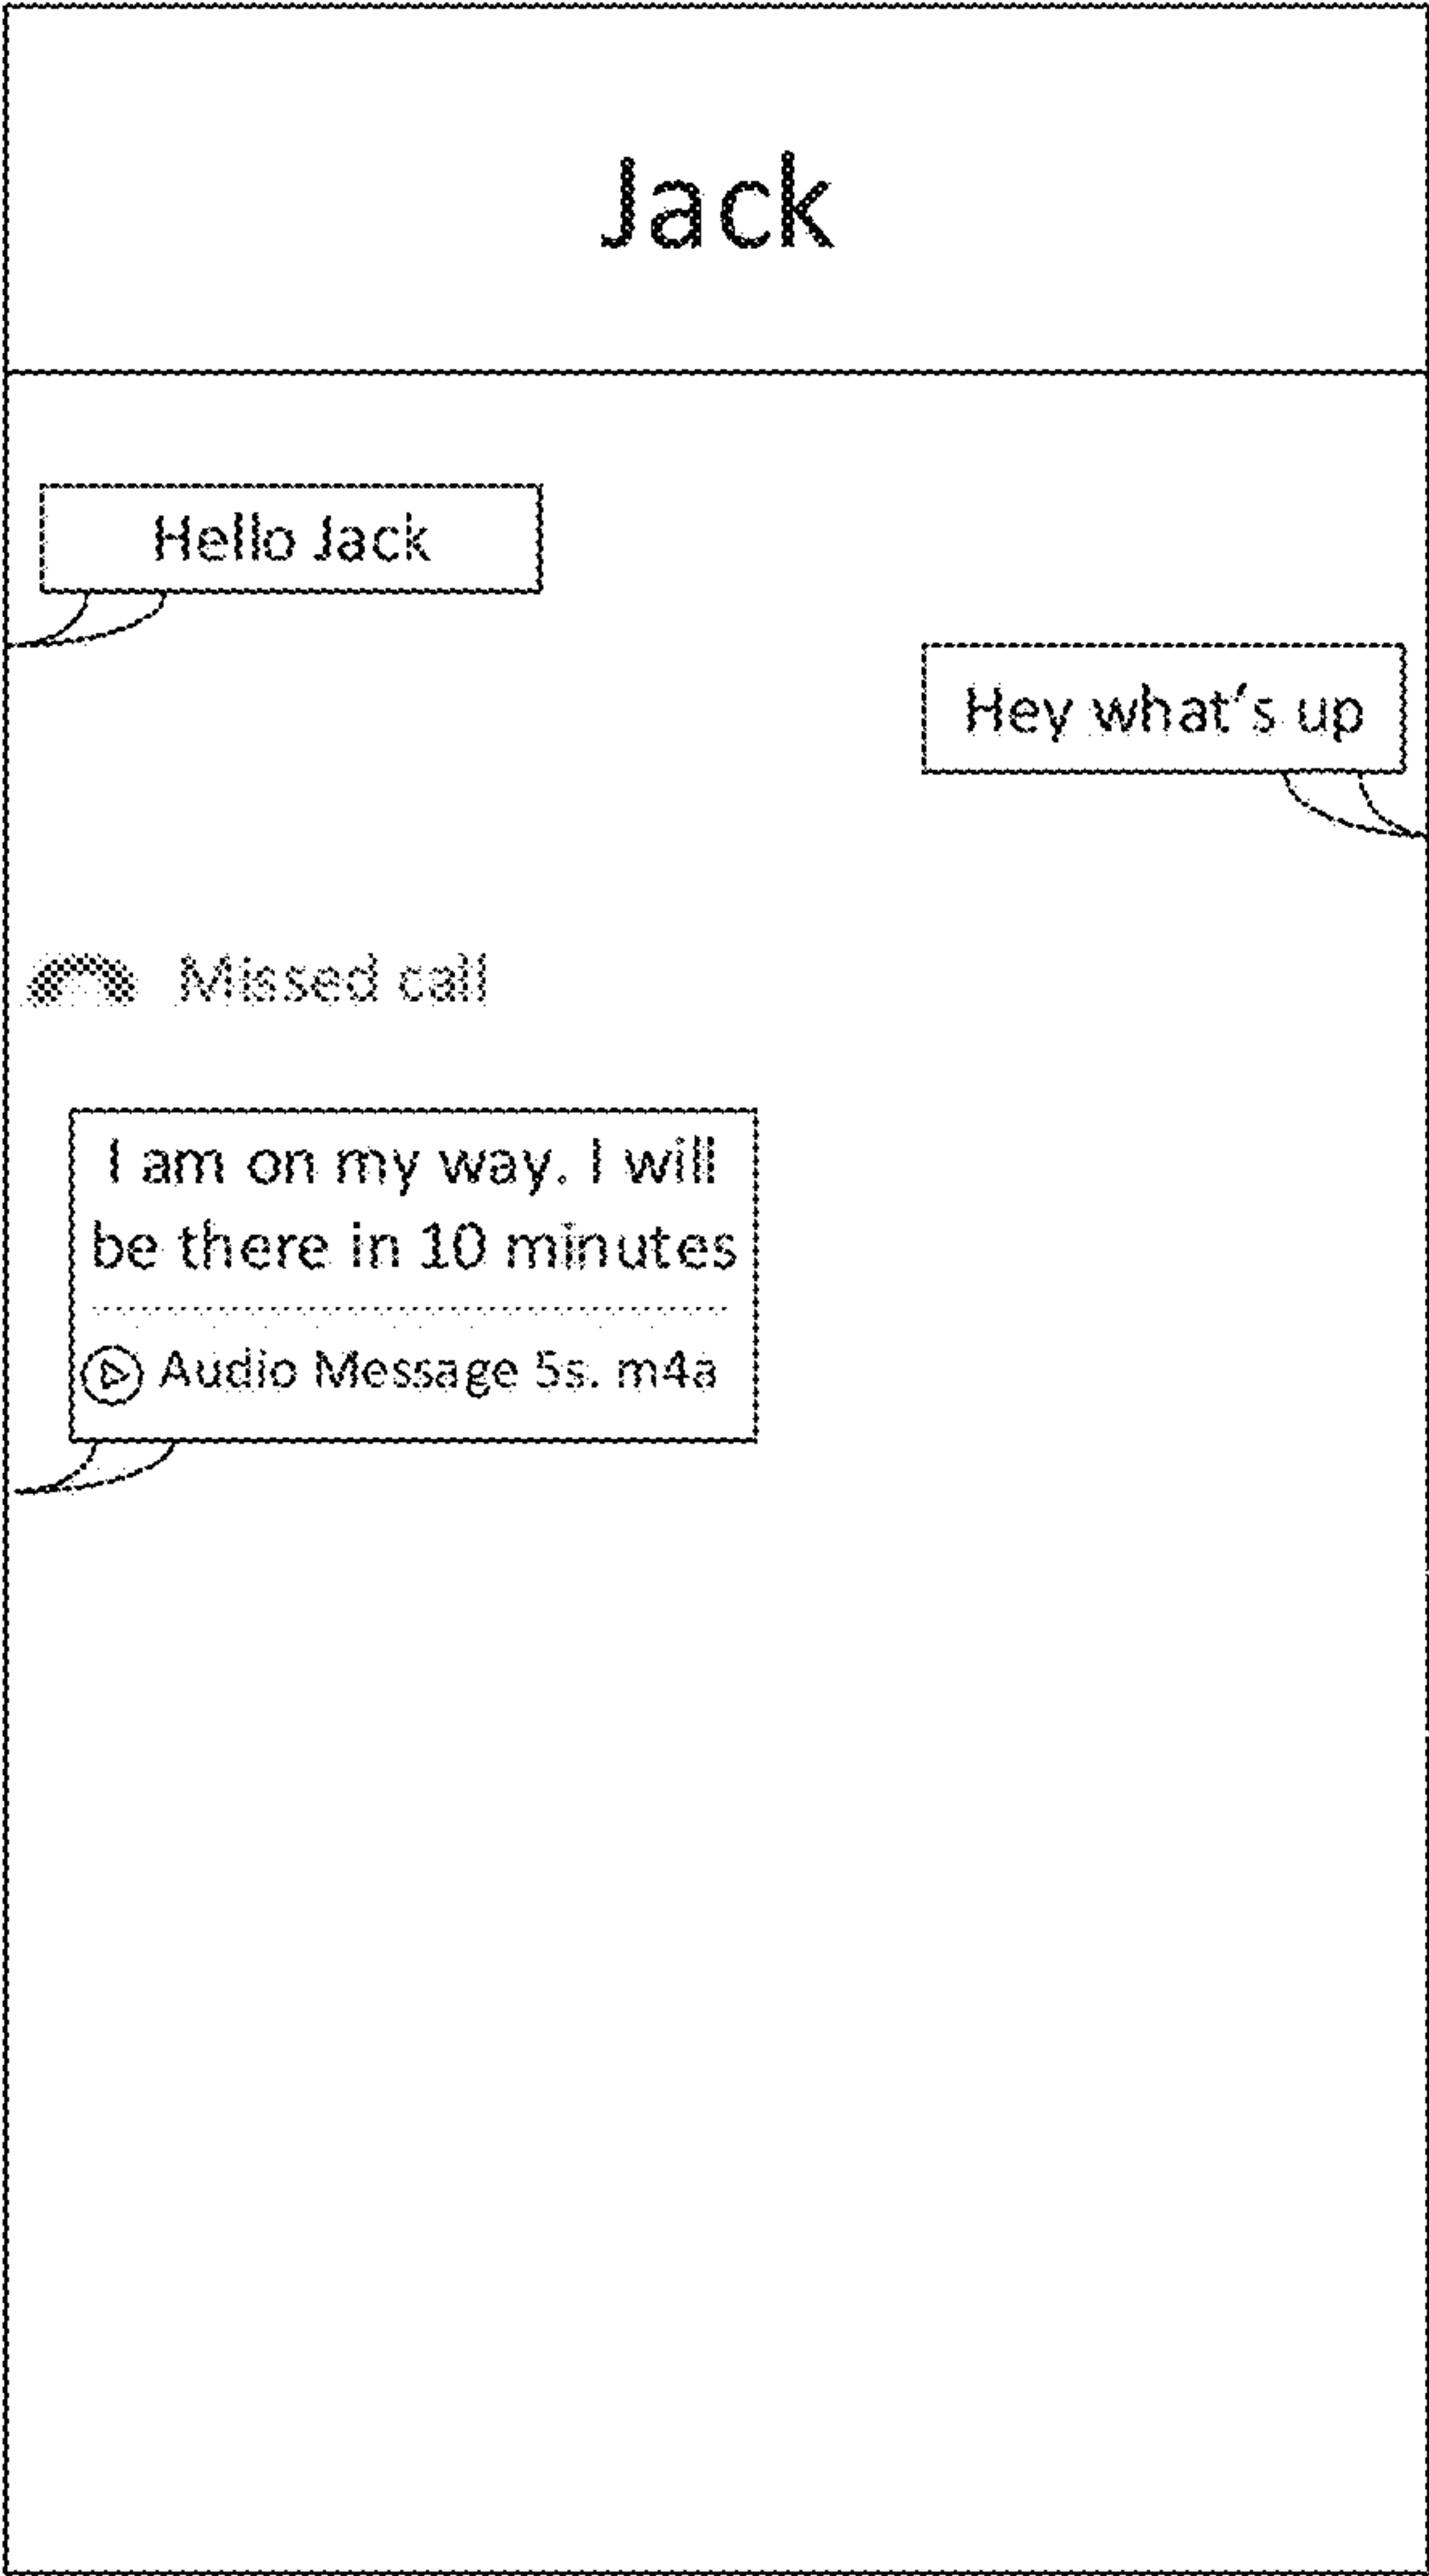 Jack
Hello Jack
Hey what's up
Missed call
I am on my way. I will
be there in 10 minutes
Audio Message 5s. m4a